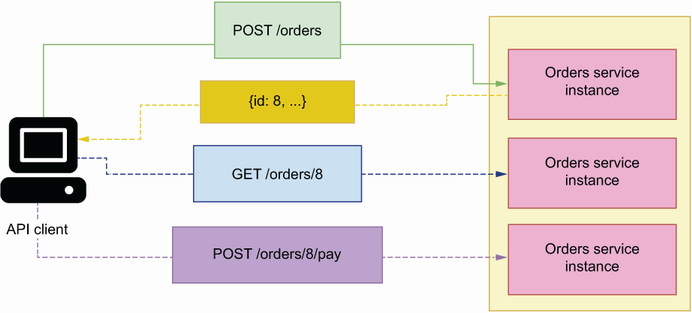 POST /orders
Orders service
instance
{id: 8, ...}
GET /orders/8
Orders service
instance
API client
POST /orders/8/pay
Orders service
instance